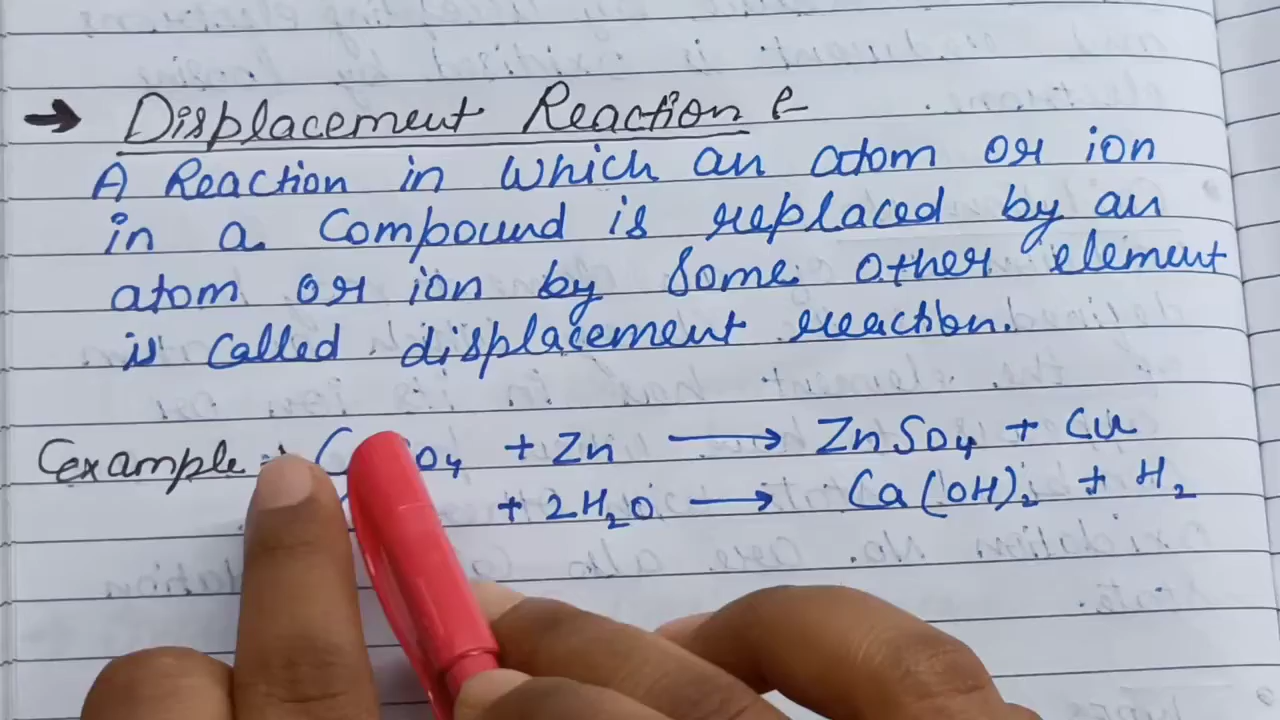 → Displacement Reaction :-
A Reaction in which an atom or ion
in a Compound is replaced by an
atom or ion by Some other element
is called displacement reaction.
Example → C O4 + Zn ⟶ ZnSO4 + Cu
+ 2H2O ⟶ Ca(OH)2 + H2